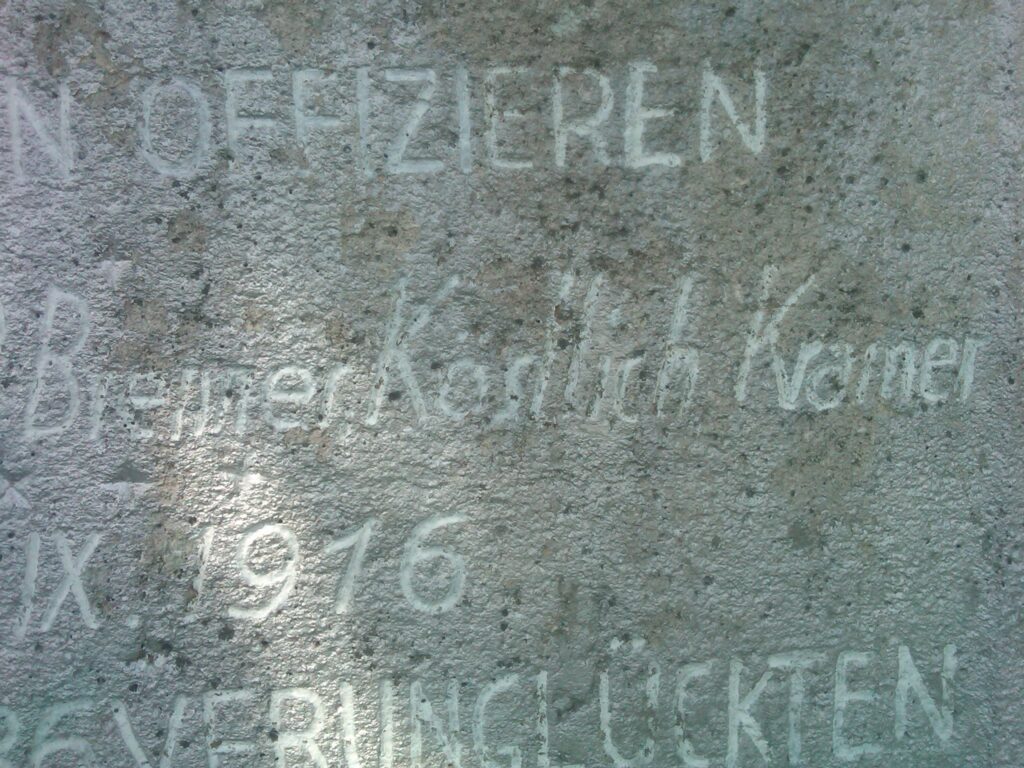 N OFFIZIEREN
Bremer, Köstlich Kramer
IX. 1916
VERUNGLÜCKTEN